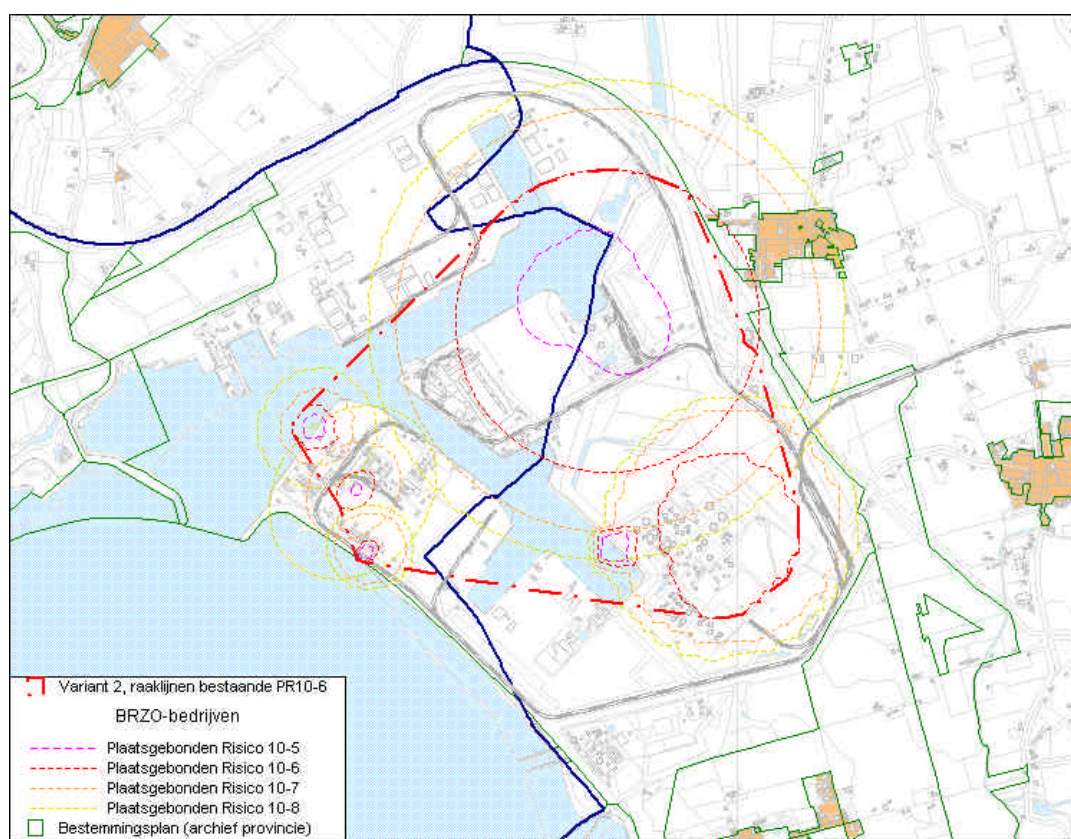 Variant 2, raaklijnen bestaande PR10-6
BRZO-bedrijven
Plaatsgebonden Risico 10-5
Plaatsgebonden Risico 10-6
Plaatsgebonden Risico 10-7
Plaatsgebonden Risico 10-8
Bestemmingsplan (archief provincie)